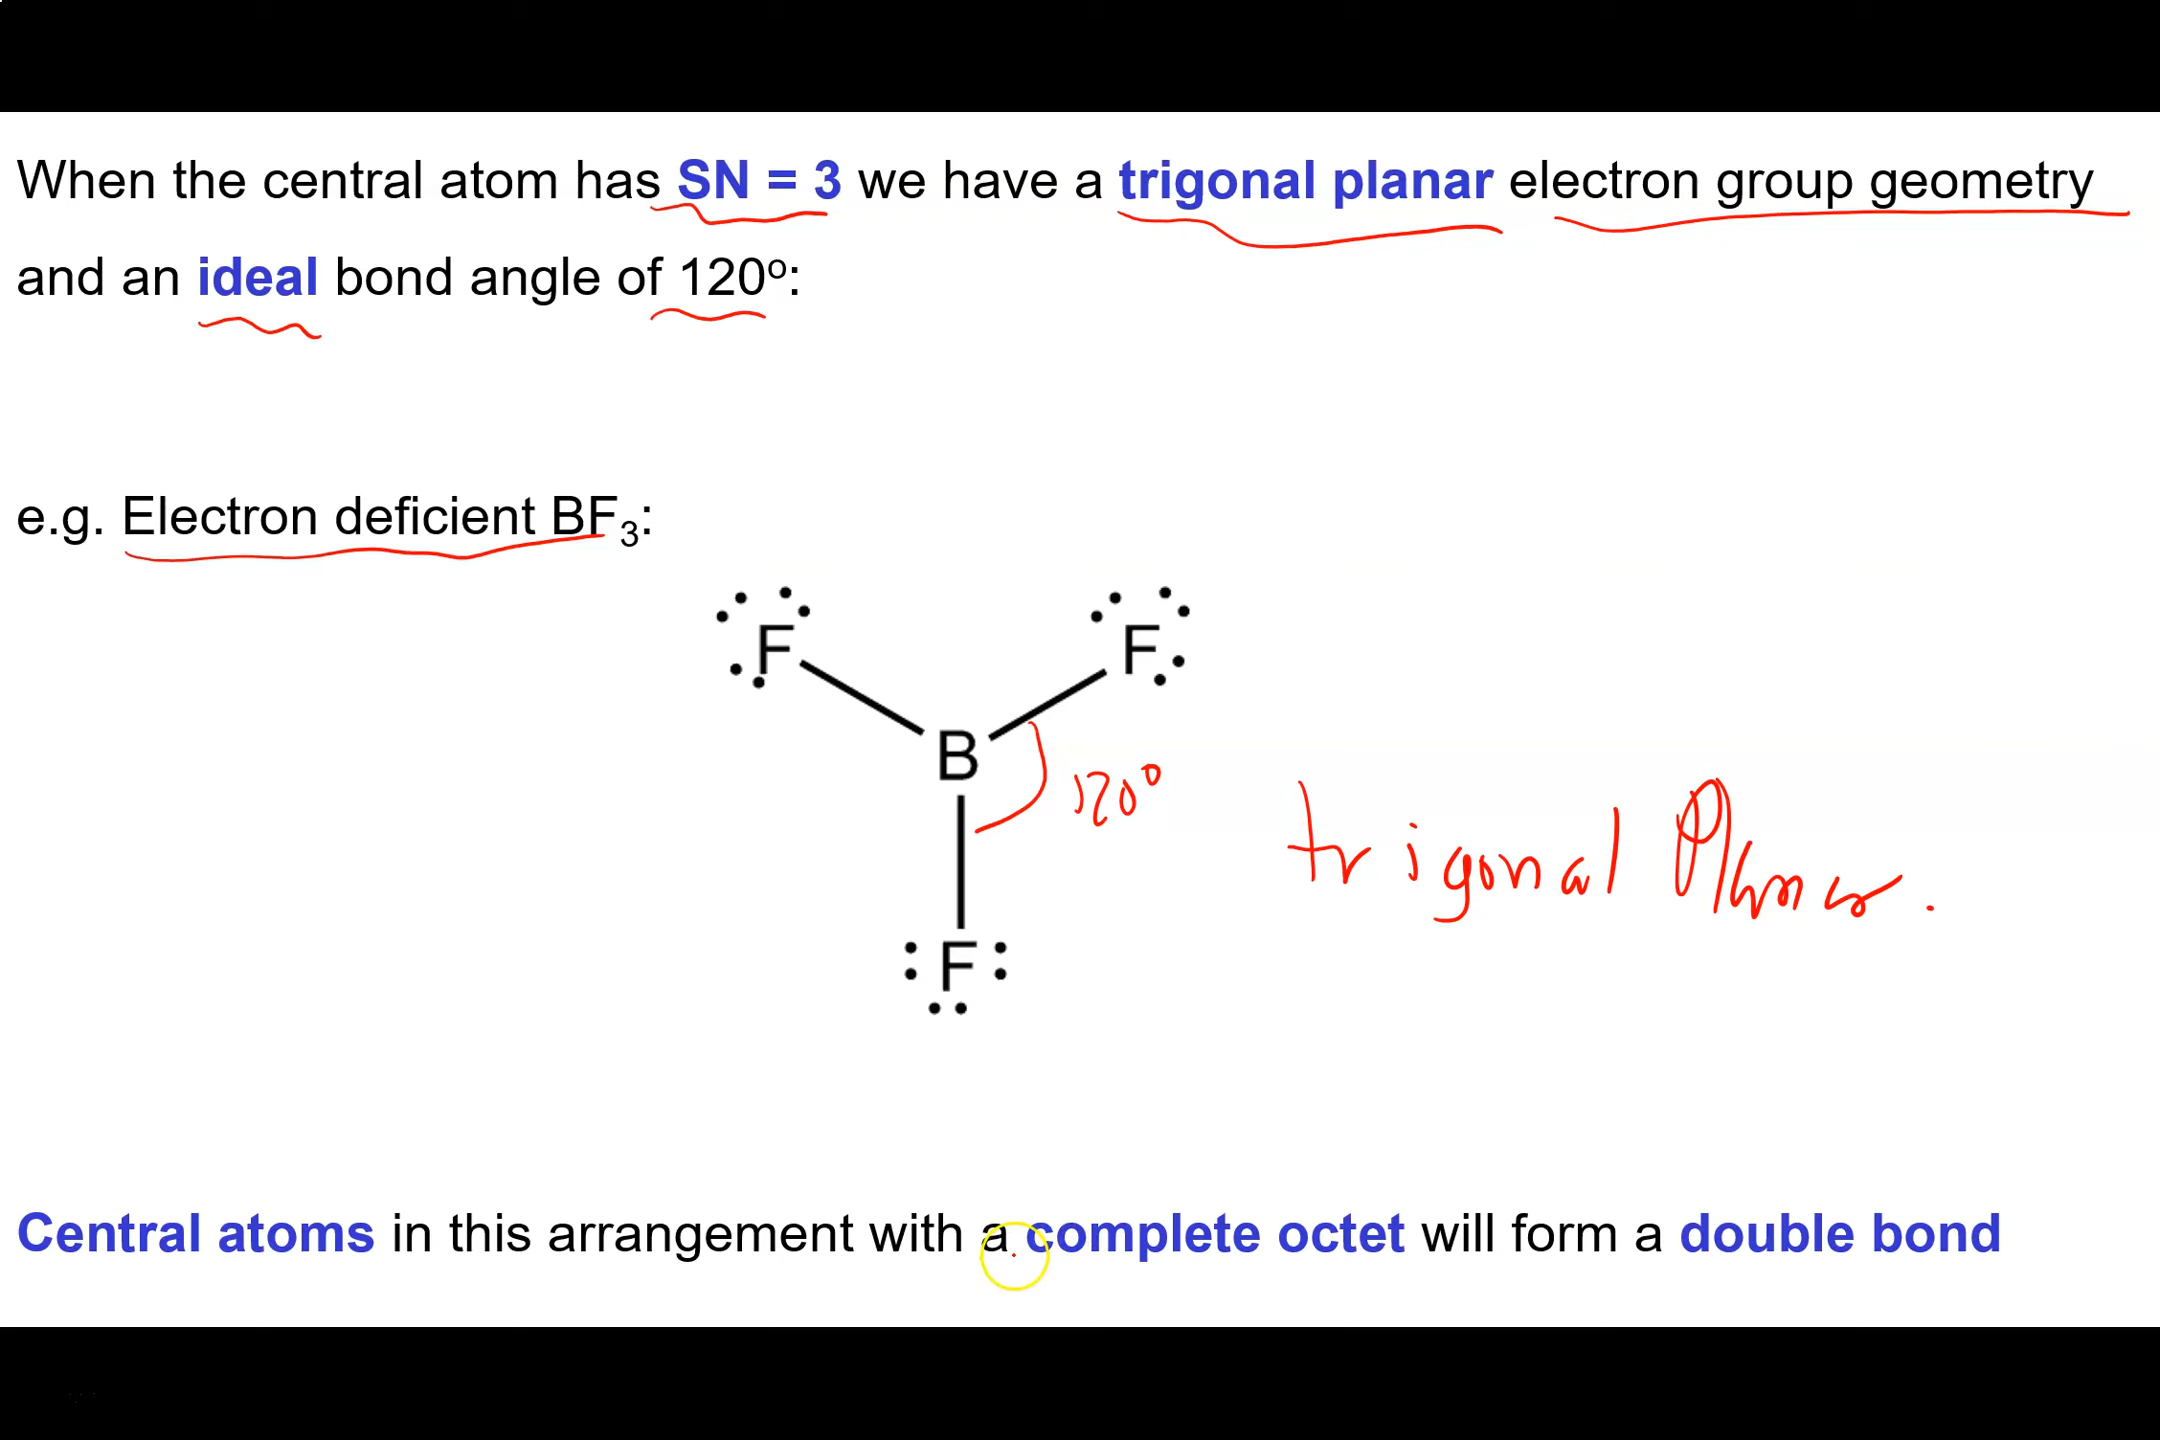 When the central atom has SN = 3 we have a trigonal planar electron group geometry
and an ideal bond angle of 120º:
e.g. Electron deficient BF₃:
F F
B
120°
trigonal Planar.
F
Central atoms in this arrangement with a complete octet will form a double bond